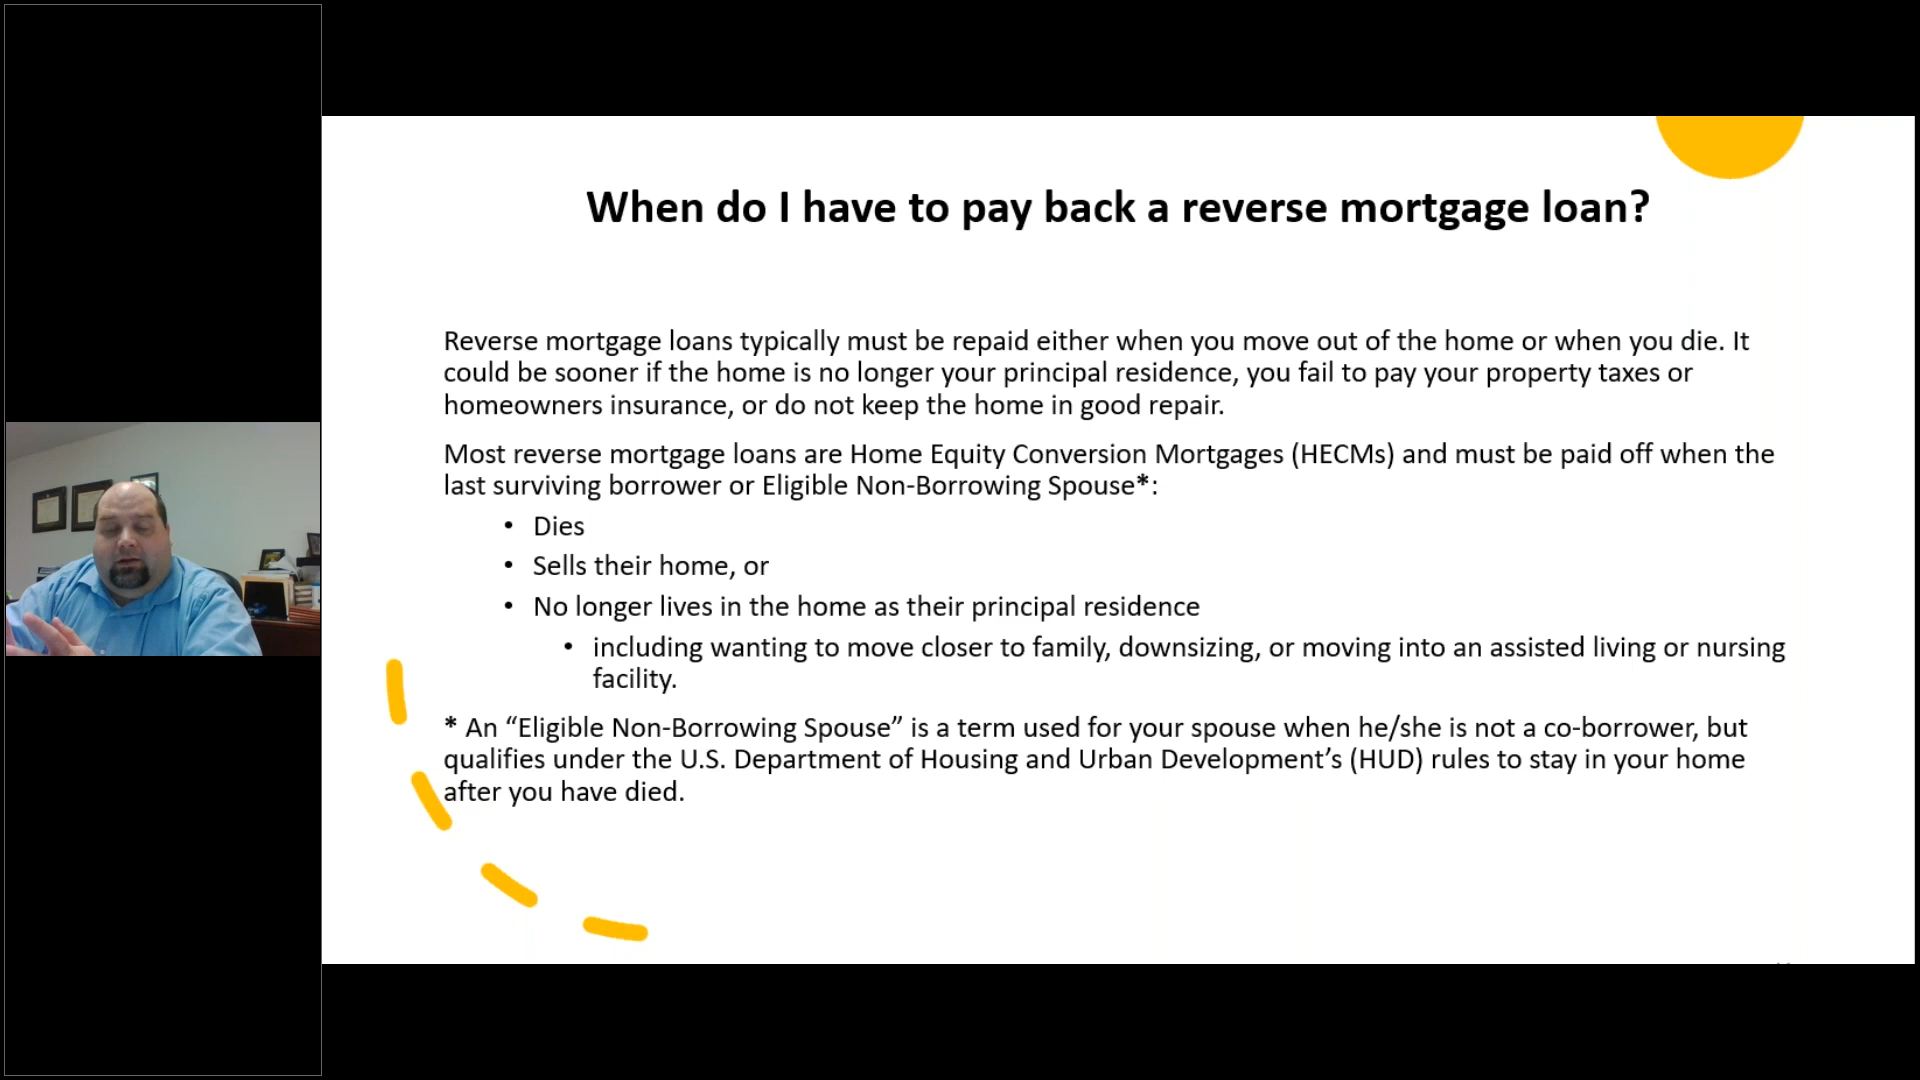 When do I have to pay back a reverse mortgage loan?
Reverse mortgage loans typically must be repaid either when you move out of the home or when you die. It
could be sooner if the home is no longer your principal residence, you fail to pay your property taxes or
homeowners insurance, or do not keep the home in good repair.
Most reverse mortgage loans are Home Equity Conversion Mortgages (HECMs) and must be paid off when the
last surviving borrower or Eligible Non-Borrowing Spouse*:
• Dies
• Sells their home, or
• No longer lives in the home as their principal residence
• including wanting to move closer to family, downsizing, or moving into an assisted living or nursing
facility.
* An “Eligible Non-Borrowing Spouse” is a term used for your spouse when he/she is not a co-borrower, but
qualifies under the U.S. Department of Housing and Urban Development’s (HUD) rules to stay in your home
after you have died.